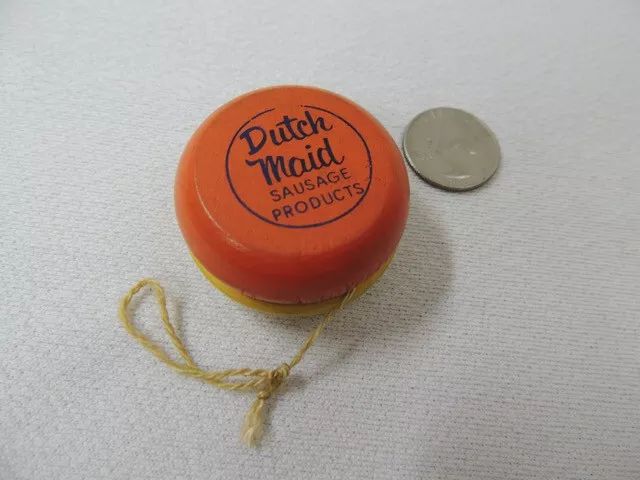 Dutch
Maid
SAUSAGE
PRODUCTS